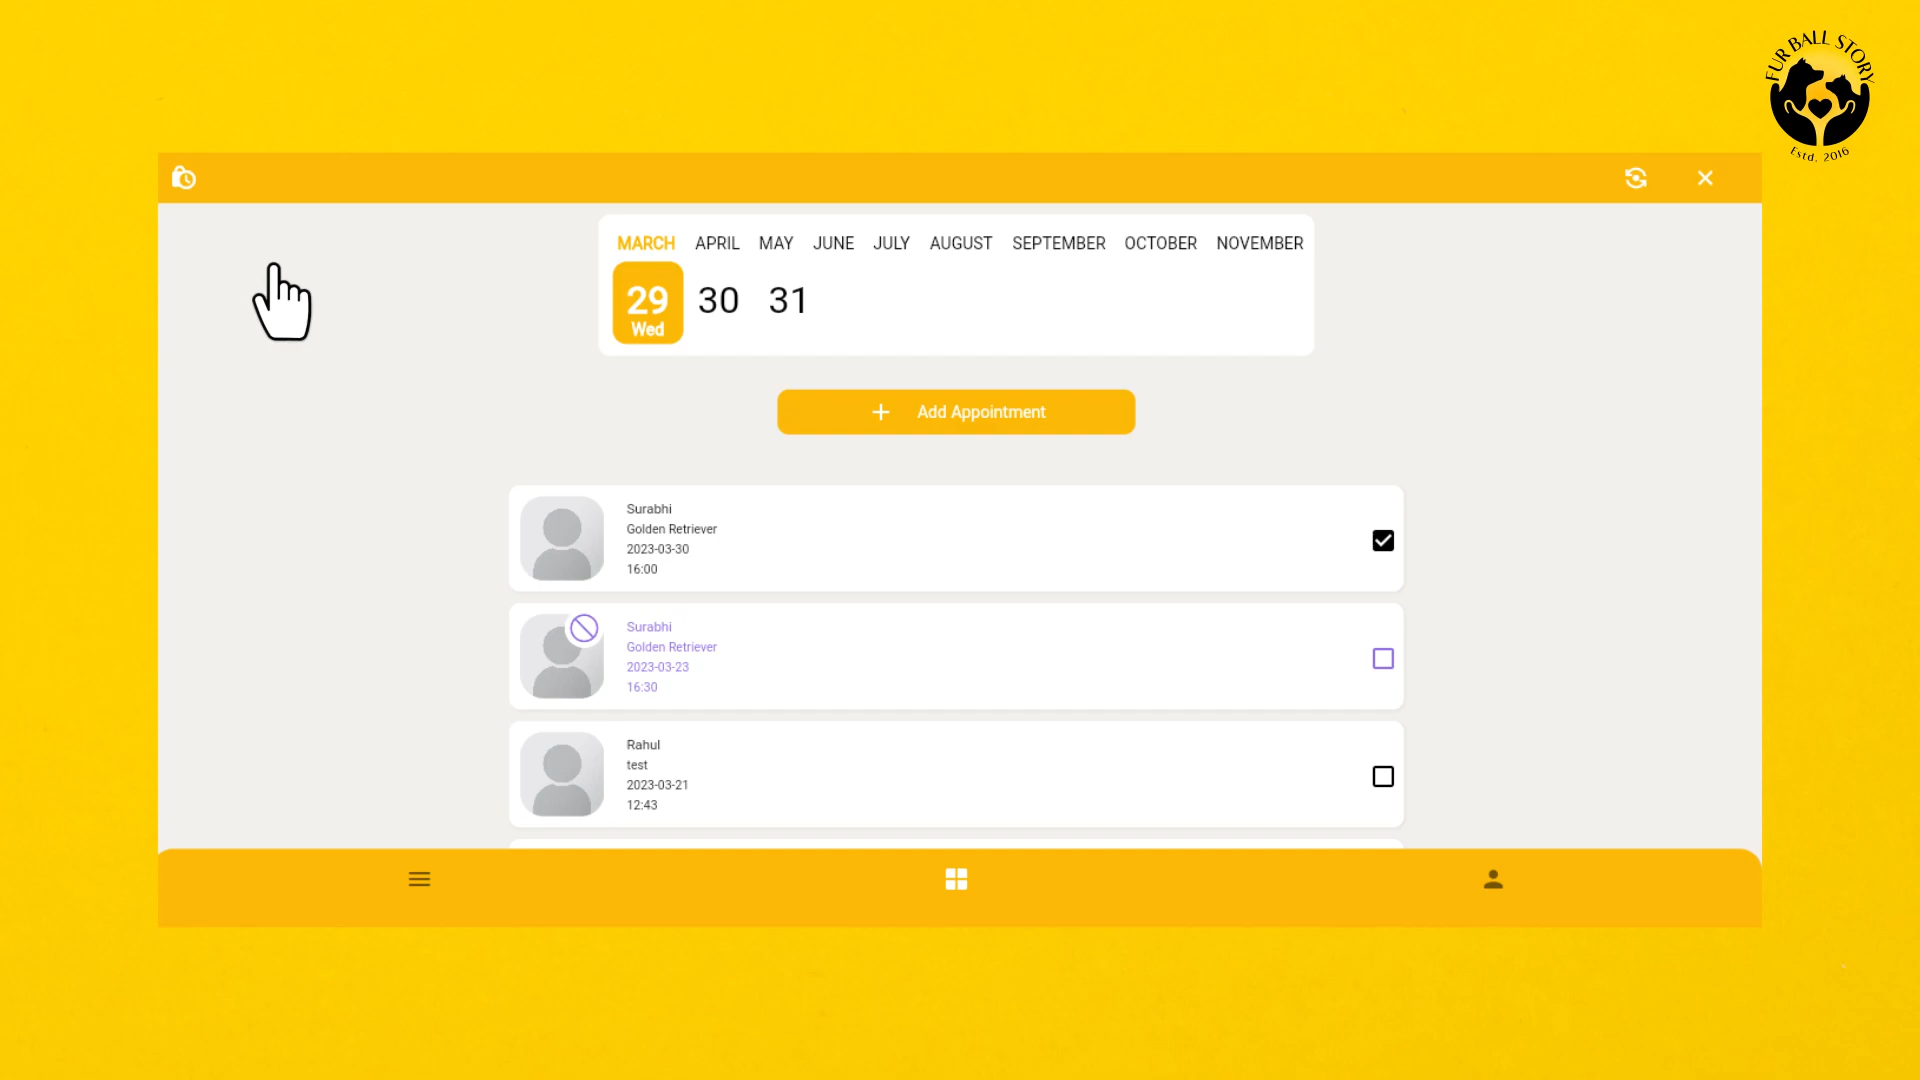 FUR BALL STORY
Estd. 2016
MARCH APRIL MAY JUNE JULY AUGUST SEPTEMBER OCTOBER NOVEMBER
29 30 31
Wed
+ Add Appointment
Surabhi
Golden Retriever
2023-03-30
16:00
Surabhi
Golden Retriever
2023-03-23
16:30
Rahul
test
2023-03-21
12:43